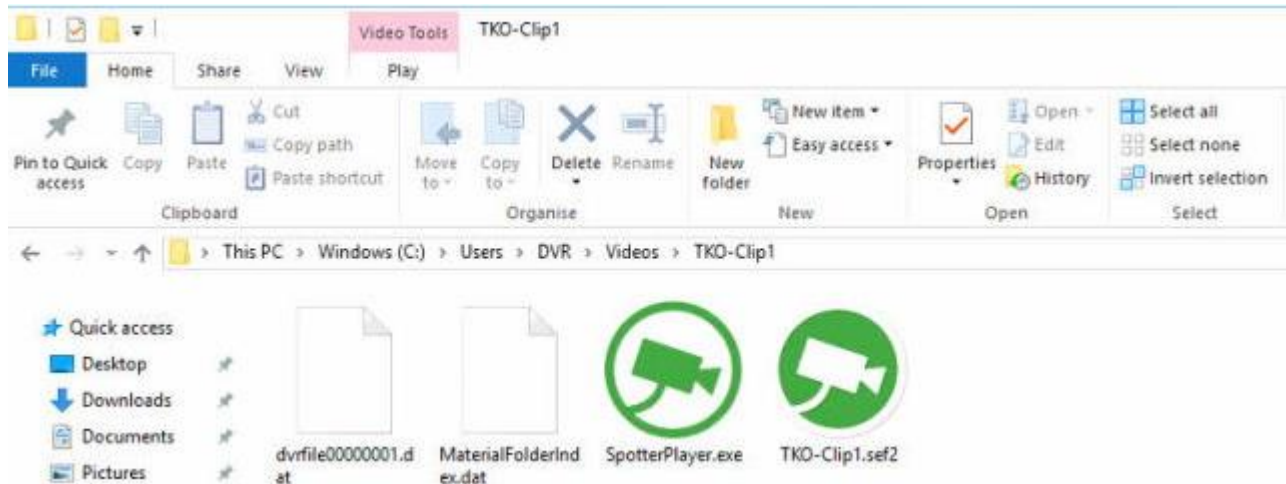 Video Tools
TKO-Clip1
File
Home
Share
View
Play
Pin to Quick
access
Copy
Paste
Cut
Copy path
Paste shortcut
Clipboard
Move
to
Copy
to
Delete
Rename
Organise
New
folder
New item
Easy access
New
Properties
Open
Edit
History
Open
Select all
Select none
Invert selection
Select
This PC > Windows (C:) > Users > DVR > Videos > TKO-Clip1
Quick access
Desktop
Downloads
Documents
Pictures
dvrfile00000001.d
at
MaterialFolderInd
ex.dat
SpotterPlayer.exe
TKO-Clip1.sef2